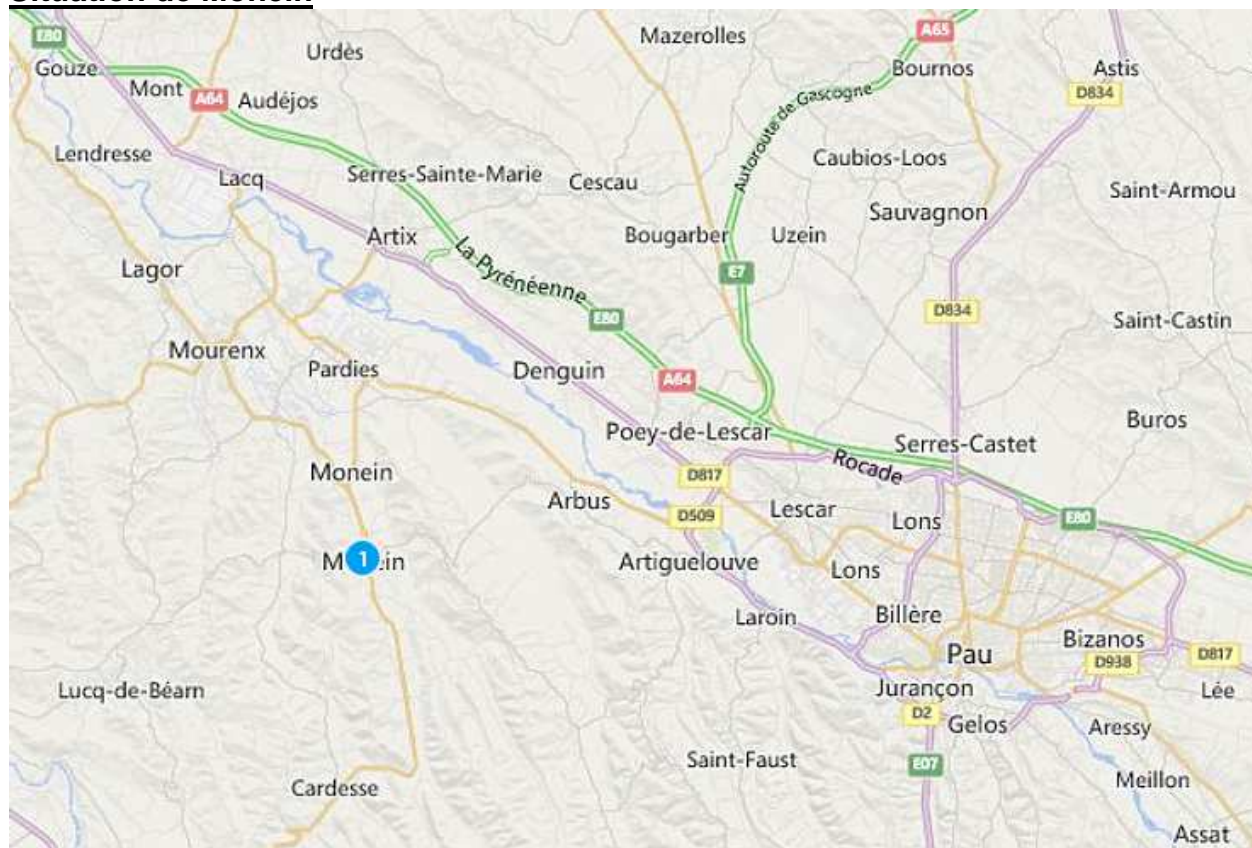 Situation de Monein
E80
A65
Mazerolles
Urdès
Gouze
Bournos
Astis
Mont
A64
Audéjos
D834
Autoroute de Gascogne
Lendresse
Caubios-Loos
Lacq
Serres-Sainte-Marie
Cescau
Saint-Armou
Sauvagnon
Artix
Bougarber
Uzein
Lagor
La Pyrénéenne
E7
E80
D834
Saint-Castin
Mourenx
Pardies
Denguin
A64
Buros
Poey-de-Lescar
Serres-Castet
Monein
D817
Rocade
Arbus
Lescar
D509
Lons
E80
Artiguelouve
1
Lons
Laroin
Billère
Bizanos
Pau
D938
D817
Lucq-de-Béarn
Jurançon
Lée
D2
Gelos
Aressy
Saint-Faust
E07
Cardesse
Meillon
Assat